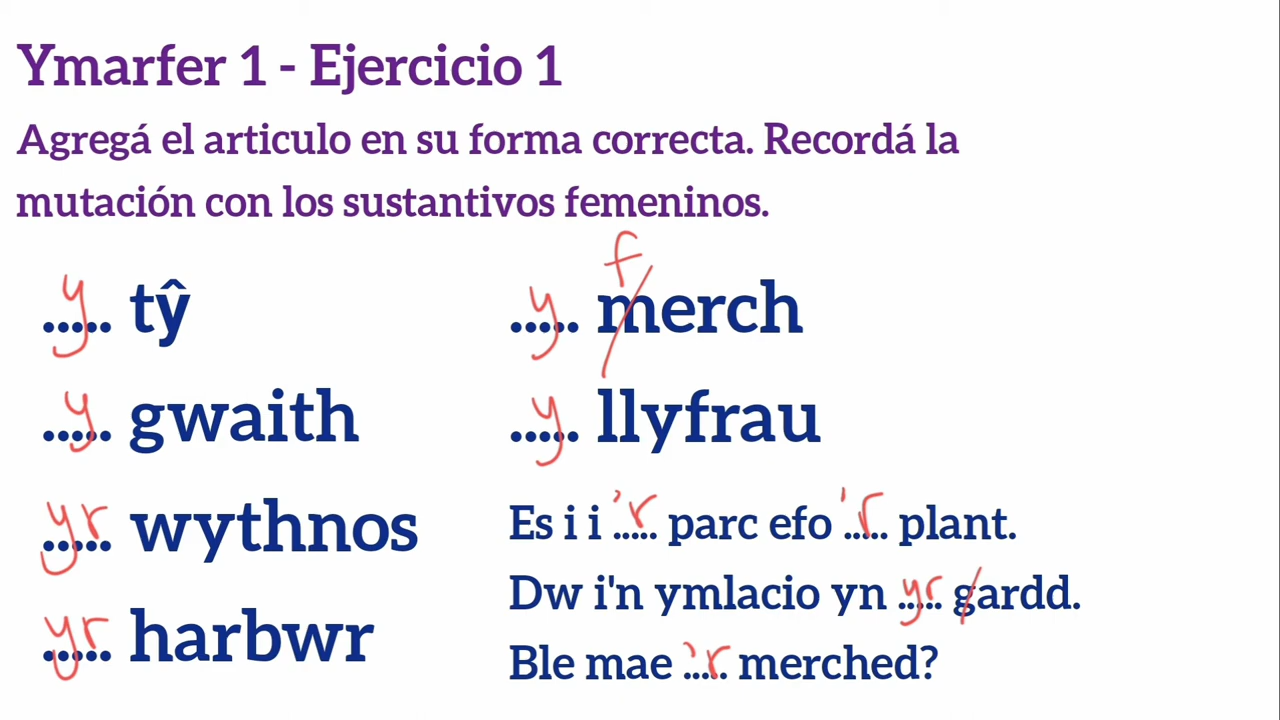 Ymarfer 1 - Ejercicio 1
Agregá el articulo en su forma correcta. Recordá la
mutación con los sustantivos femeninos.
y ..... tŷ
y ..... gwaith
yr ..... wythnos
yr ..... harbwr
f
y ..... merch
y ..... llyfrau
Es i i 'r ..... parc efo 'r ..... plant.
Dw i'n ymlacio yn yr ..... gardd.
Ble mae 'r ..... merched?